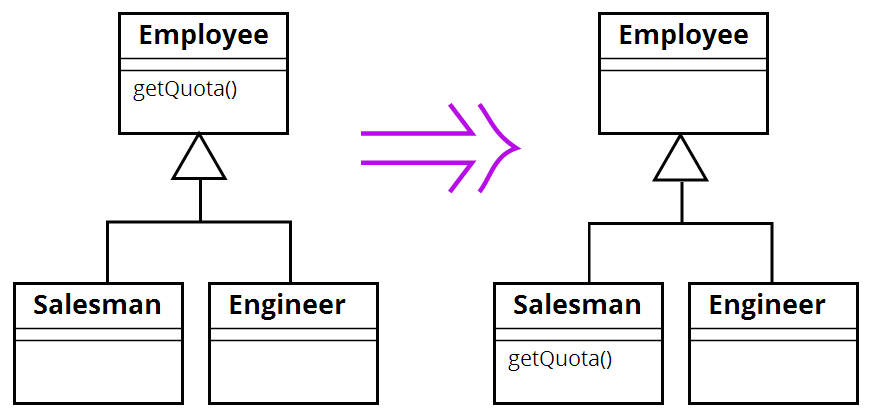 Employee
getQuota()
Salesman
Engineer
Employee
Salesman
getQuota()
Engineer